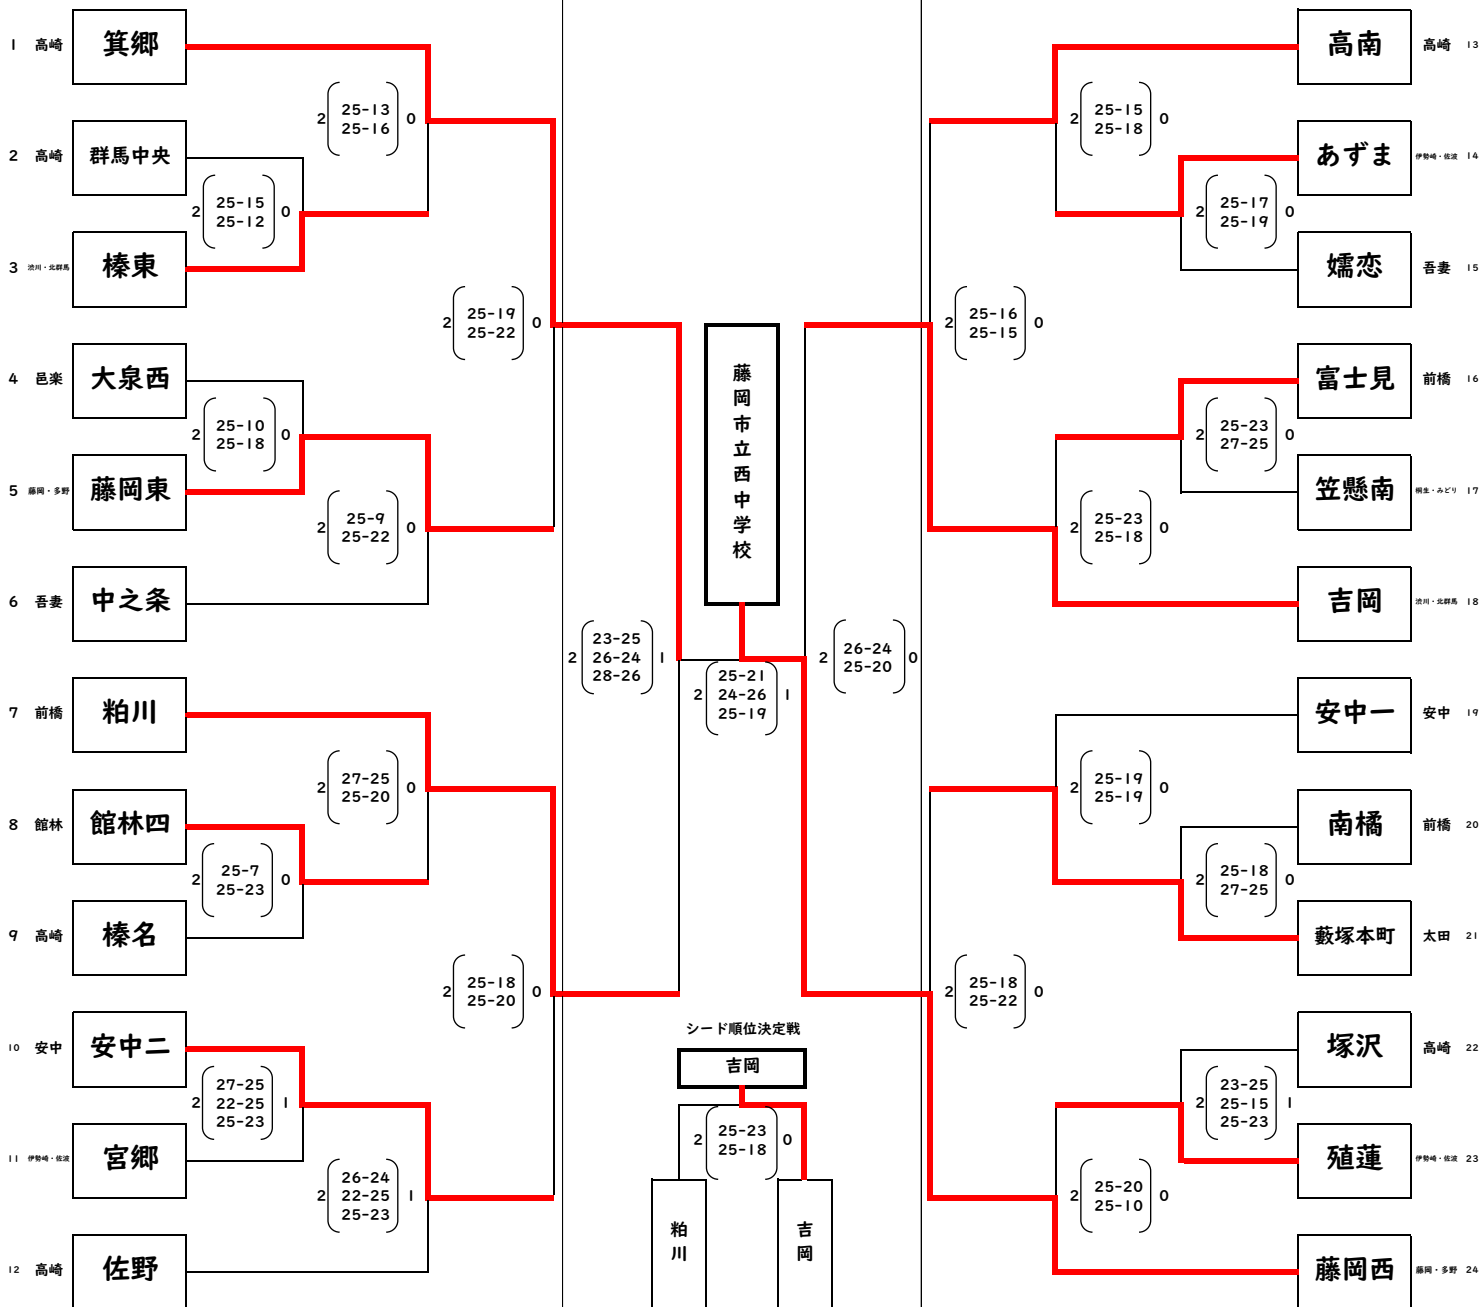 1 高崎 箕郷
2 25-13 0
25-16
2 高崎 群馬中央
2 25-15 0
25-12
3 渋川・北群馬 榛東
2 25-19 0
25-22
4 邑楽 大泉西
2 25-10 0
25-18
5 藤岡・多野 藤岡東
2 25-9 0
25-22
6 吾妻 中之条
2 23-25 1
26-24
28-26
7 前橋 粕川
2 27-25 0
25-20
8 館林 館林四
2 25-7 0
25-23
9 高崎 榛名
2 25-18 0
25-20
10 安中 安中二
2 27-25 1
22-25
25-23
11 伊勢崎・佐波 宮郷
2 26-24 1
22-25
25-23
12 高崎 佐野
藤岡市立西中学校
2 25-21 1
24-26
25-19
シード順位決定戦
吉岡
2 25-23 0
25-18
粕川
吉岡
高南 高崎 13
2 25-15 0
25-18
あずま 伊勢崎・佐波 14
2 25-17 0
25-19
嬬恋 吾妻 15
2 25-16 0
25-15
富士見 前橋 16
2 25-23 0
27-25
笠懸南 桐生・みどり 17
2 25-23 0
25-18
吉岡 渋川・北群馬 18
2 26-24 0
25-20
安中一 安中 19
2 25-19 0
25-19
南橘 前橋 20
2 25-18 0
27-25
藪塚本町 太田 21
2 25-18 0
25-22
塚沢 高崎 22
2 23-25 1
25-15
25-23
殖蓮 伊勢崎・佐波 23
2 25-20 0
25-10
藤岡西 藤岡・多野 24